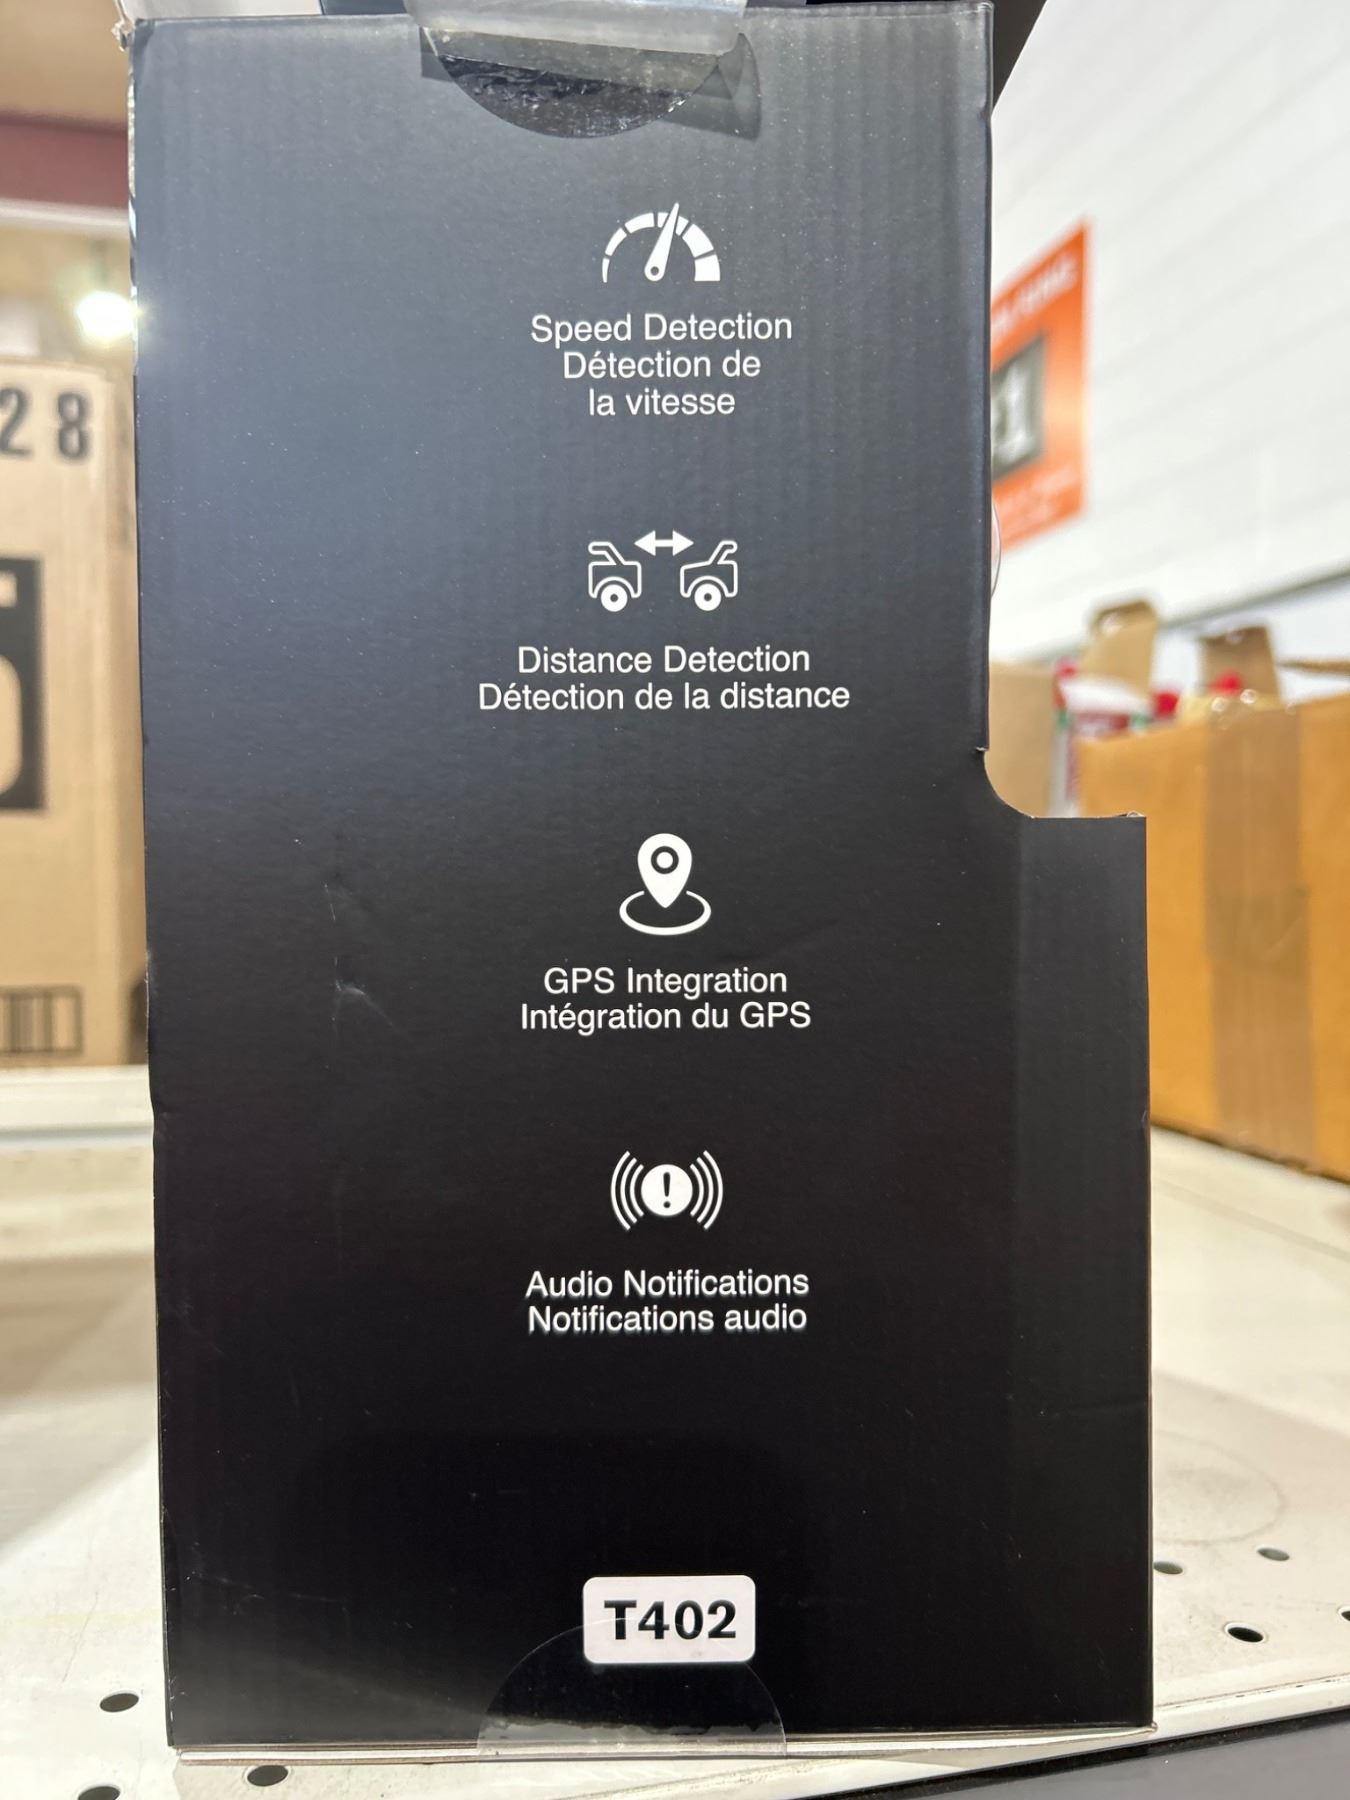 Speed Detection
Détection de
la vitesse
Distance Detection
Détection de la distance
GPS Integration
Intégration du GPS
!
Audio Notifications
Notifications audio
T402
28